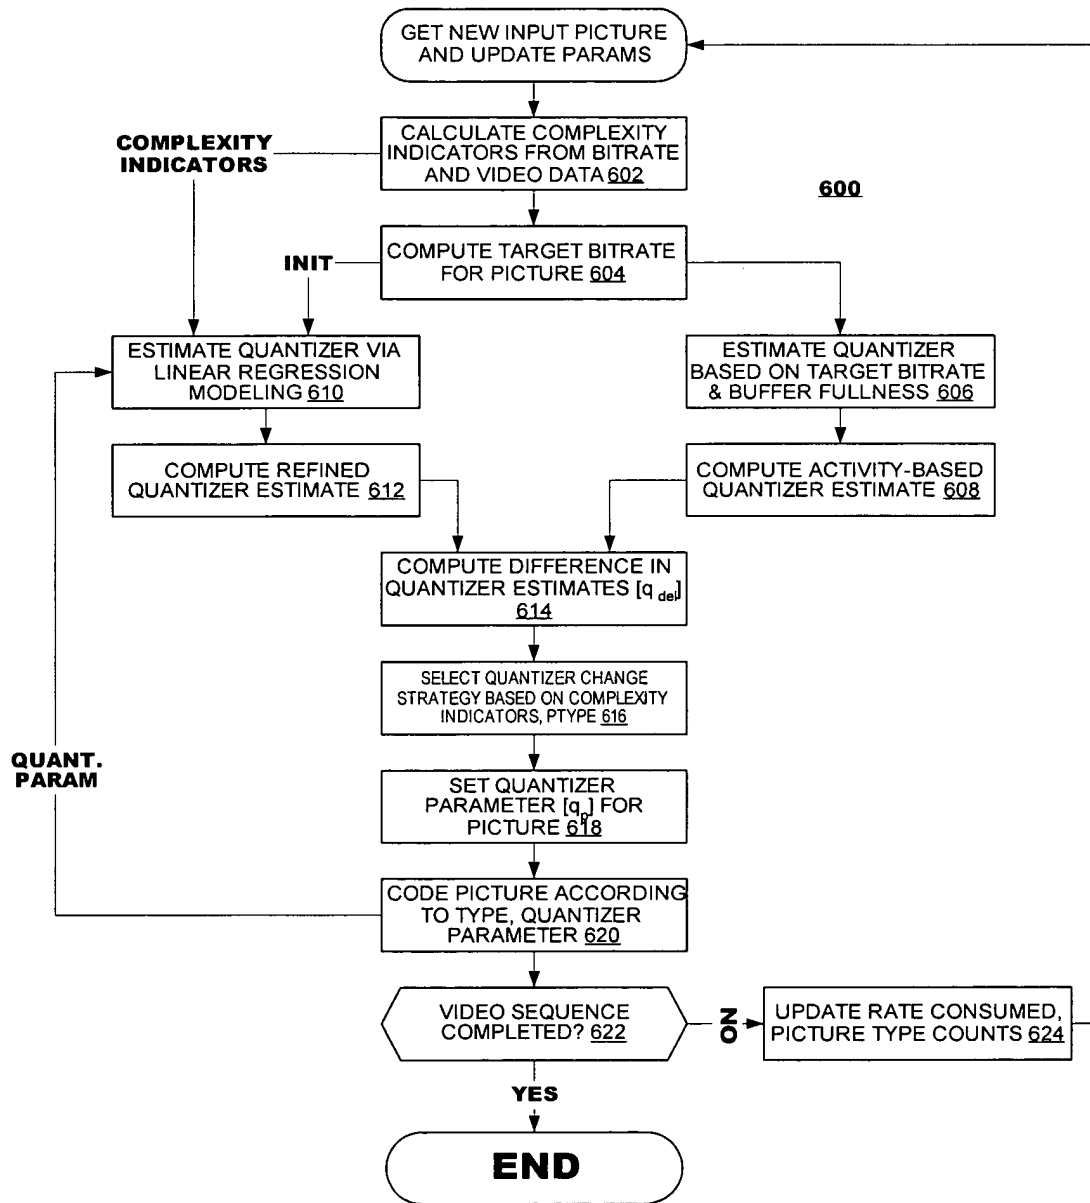 GET NEW INPUT PICTURE
AND UPDATE PARAMS
CALCULATE COMPLEXITY
INDICATORS FROM BITRATE
AND VIDEO DATA 602
COMPLEXITY
INDICATORS
600
COMPUTE TARGET BITRATE
FOR PICTURE 604
INIT
ESTIMATE QUANTIZER VIA
LINEAR REGRESSION
MODELING 610
ESTIMATE QUANTIZER
BASED ON TARGET BITRATE
& BUFFER FULLNESS 606
COMPUTE REFINED
QUANTIZER ESTIMATE 612
COMPUTE ACTIVITY-BASED
QUANTIZER ESTIMATE 608
COMPUTE DIFFERENCE IN
QUANTIZER ESTIMATES [q del]
614
SELECT QUANTIZER CHANGE
STRATEGY BASED ON COMPLEXITY
INDICATORS, PTYPE 616
QUANT.
PARAM
SET QUANTIZER
PARAMETER [qp] FOR
PICTURE 618
CODE PICTURE ACCORDING
TO TYPE, QUANTIZER
PARAMETER 620
VIDEO SEQUENCE
COMPLETED? 622
NO
UPDATE RATE CONSUMED,
PICTURE TYPE COUNTS 624
YES
END